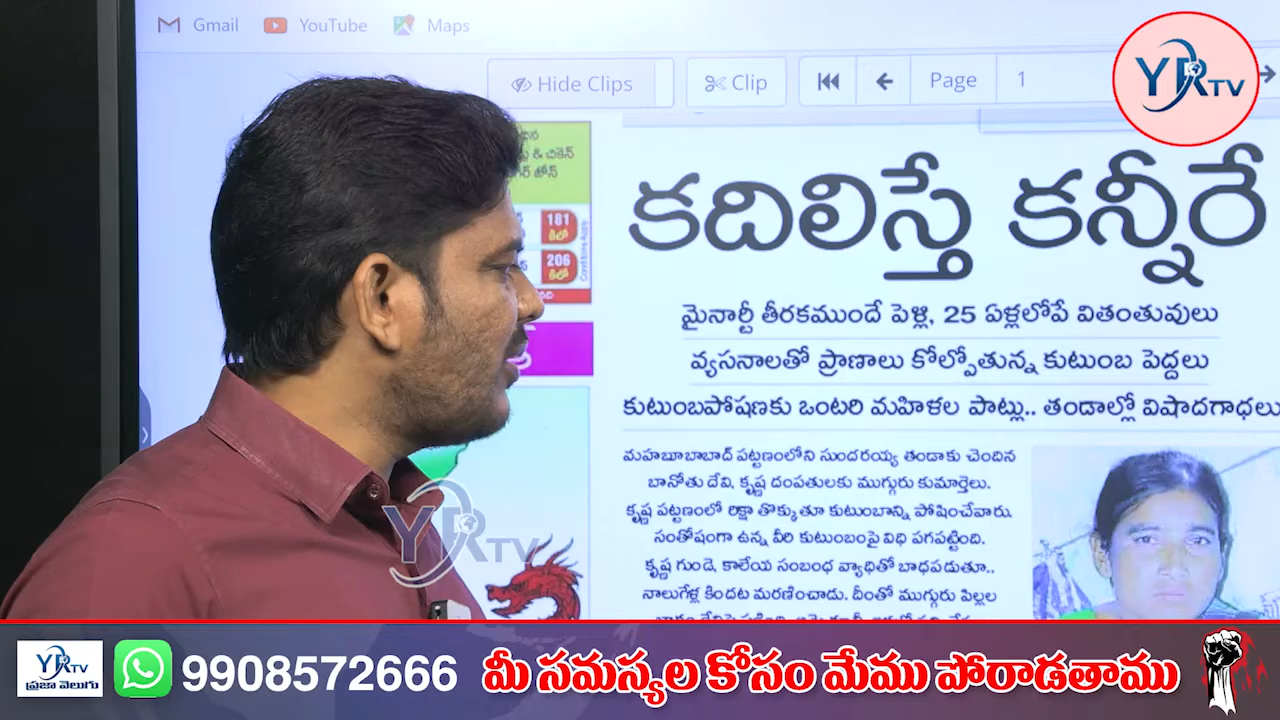 Gmail YouTube Maps
Hide Clips Clip Page 1
YR TV
& చికెన్
జోన్
181
కిలో
206
కిలో
కదిలిస్తే కన్నీరే
మైనార్టీ తీరకముందే పెళ్లి, 25 ఏళ్లలోపే వితంతువులు
వ్యసనాలతో ప్రాణాలు కోల్పోతున్న కుటుంబ పెద్దలు
కుటుంబపోషణకు ఒంటరి మహిళల పాట్లు.. తండాల్లో విషాదగాథలు
మహబూబాబాద్ పట్టణంలోని సుందరయ్య తండాకు చెందిన
బానోతు దేవి, కృష్ణ దంపతులకు ముగ్గురు కుమార్తెలు.
కృష్ణ పట్టణంలో రిక్షా తొక్కుతూ కుటుంబాన్ని పోషించేవారు.
సంతోషంగా ఉన్న వీరి కుటుంబంపై విధి పగపట్టింది.
కృష్ణ గుండె, కాలేయ సంబంధ వ్యాధితో బాధపడుతూ..
నాలుగేళ్ల కిందట మరణించాడు. దీంతో ముగ్గురు పిల్లల
YR TV
YR TV
ప్రజా వెలుగు
9908572666
మీ సమస్యల కోసం మేము పోరాడతాము